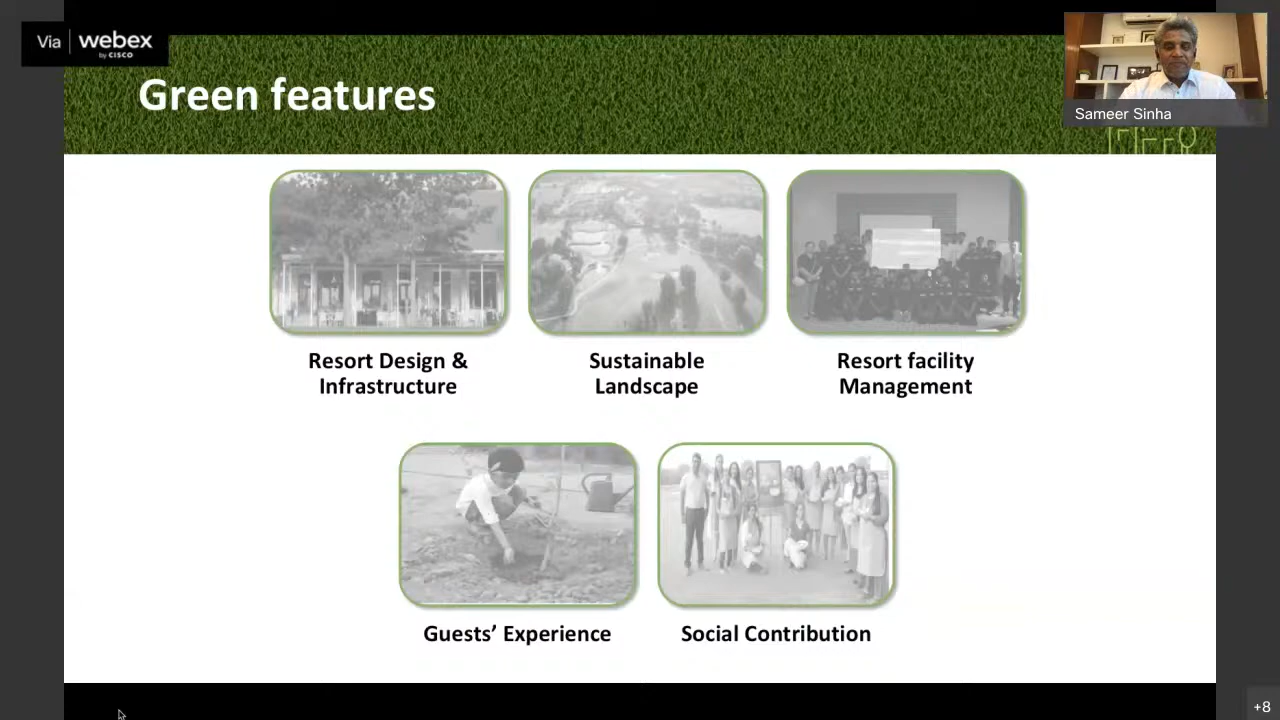 Via webex
by CISCO
Green features
Sameer Sinha
Resort Design &
Infrastructure
Sustainable
Landscape
Resort facility
Management
Guests’ Experience
Social Contribution
+8